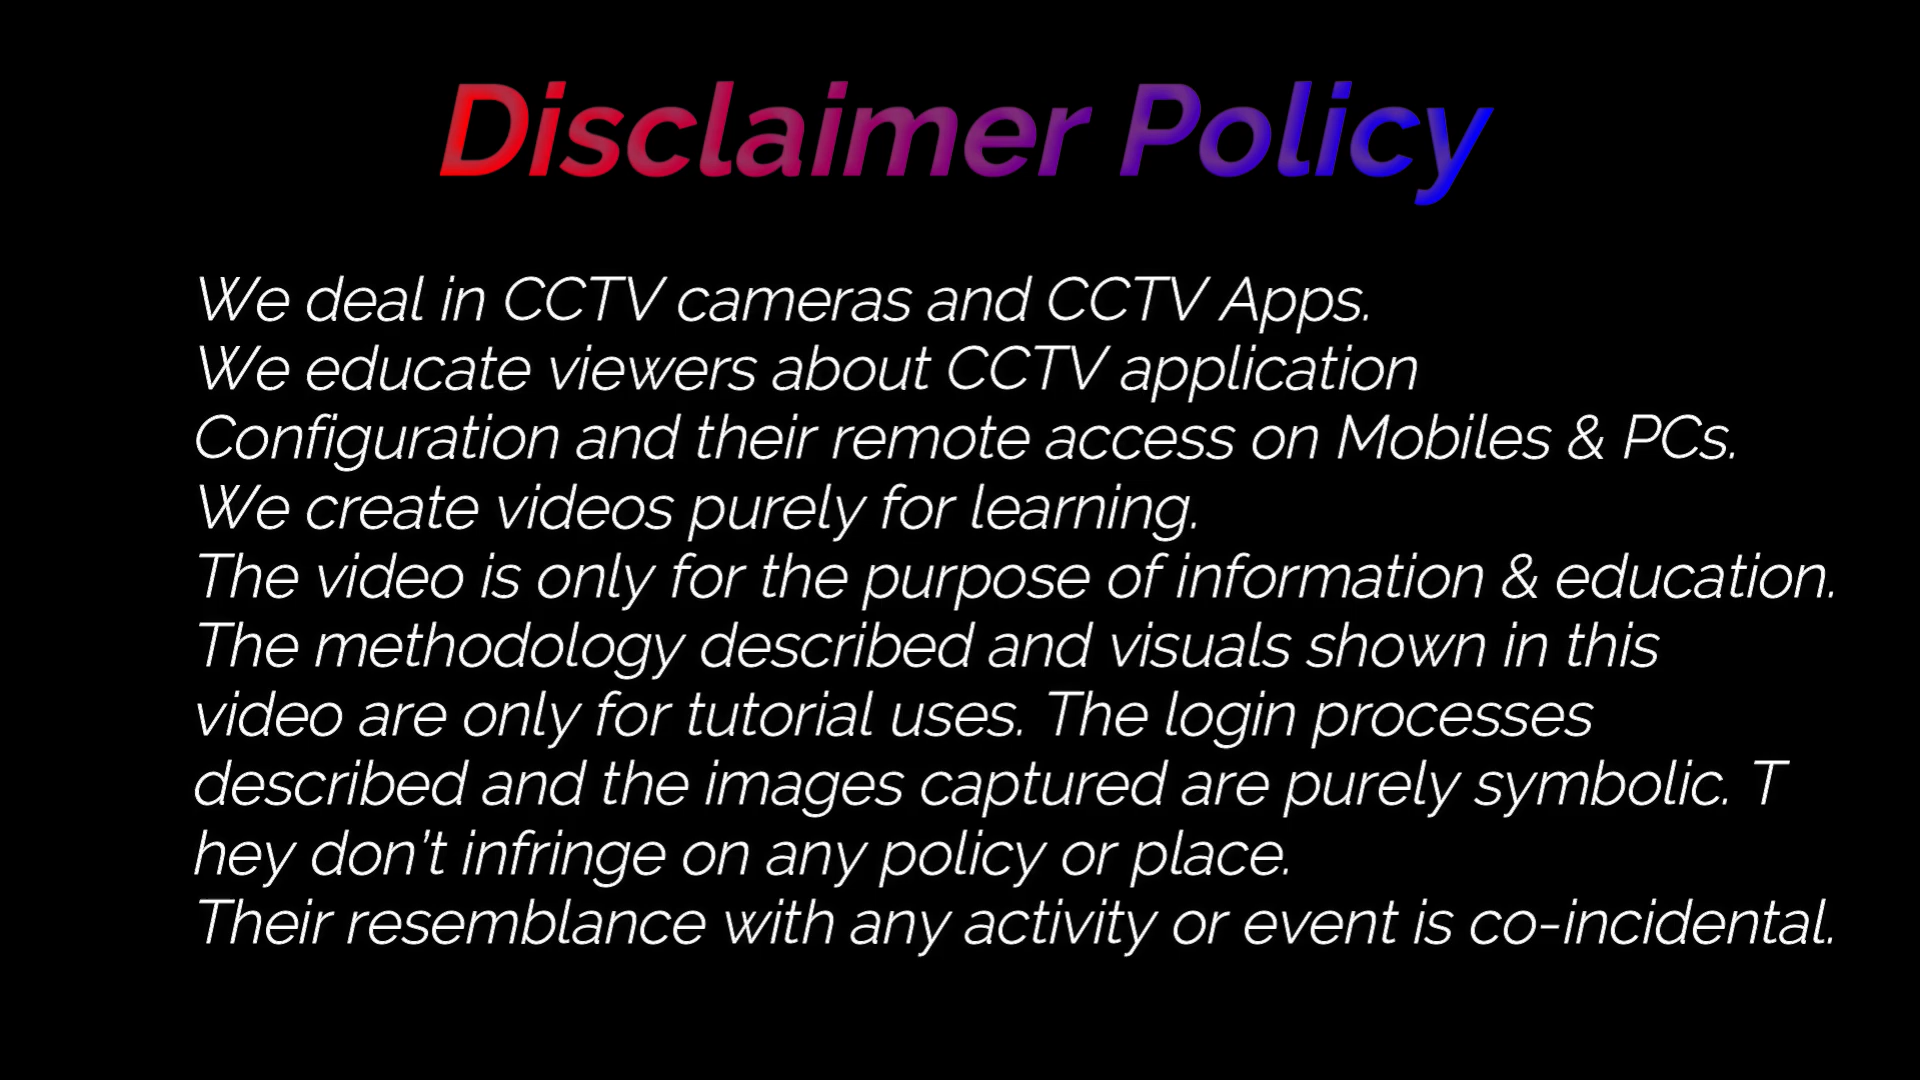 Disclaimer Policy
We deal in CCTV cameras and CCTV Apps.
We educate viewers about CCTV application
Configuration and their remote access on Mobiles & PCs.
We create videos purely for learning.
The video is only for the purpose of information & education.
The methodology described and visuals shown in this
video are only for tutorial uses. The login processes
described and the images captured are purely symbolic. T
hey don't infringe on any policy or place.
Their resemblance with any activity or event is co-incidental.